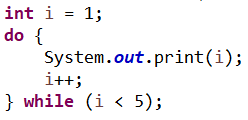 int i = 1;
do {
    System.out.print(i);
    i++;
} while (i < 5);